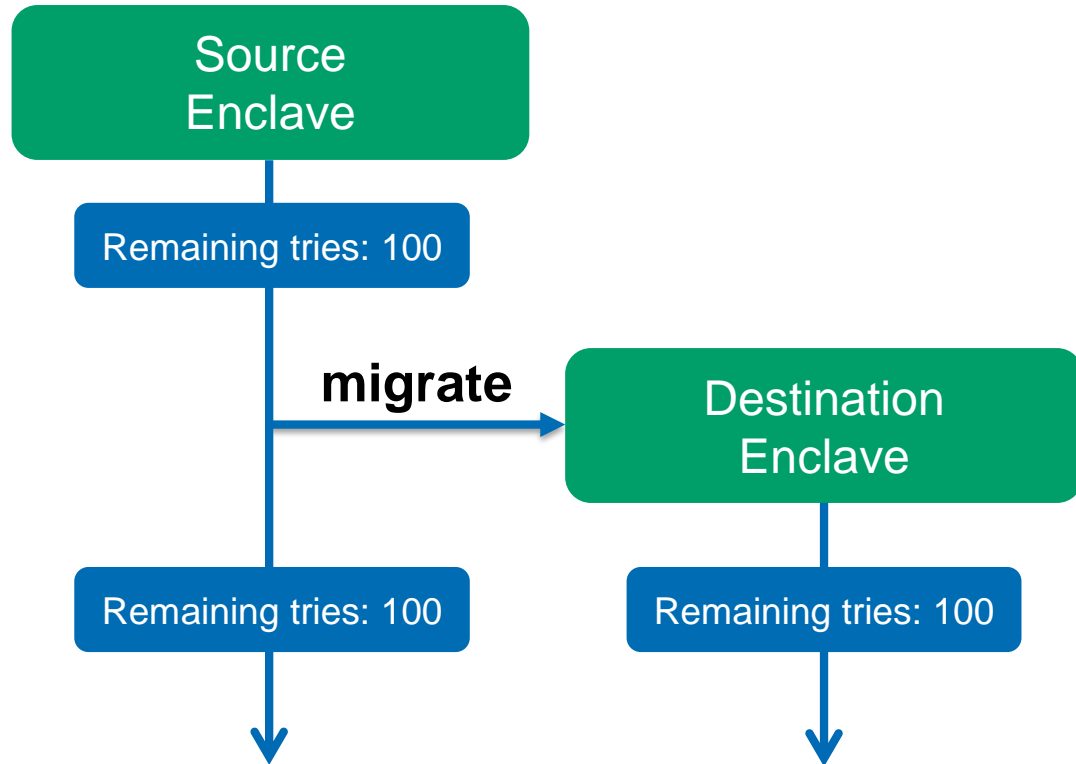 Source
Enclave
Remaining tries: 100
migrate
Destination
Enclave
Remaining tries: 100
Remaining tries: 100